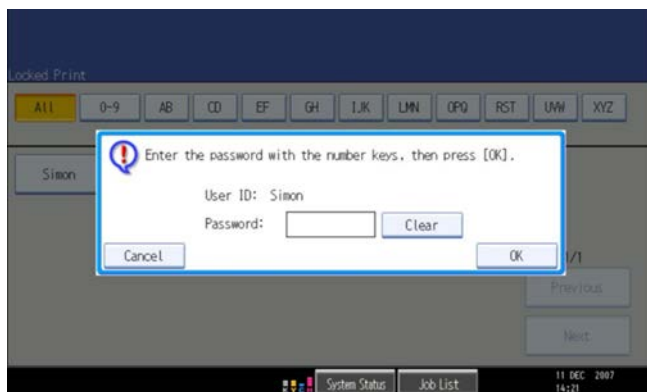 Locked Print
All 0-9 AB CD EF GH IJK LMN OPQ RST UVW XYZ
Enter the password with the number keys, then press [OK].
Simon
User ID: Simon
Password: Clear
Cancel OK
1/1
Previous
Next
System Status Job List
11 DEC 2007
14:21